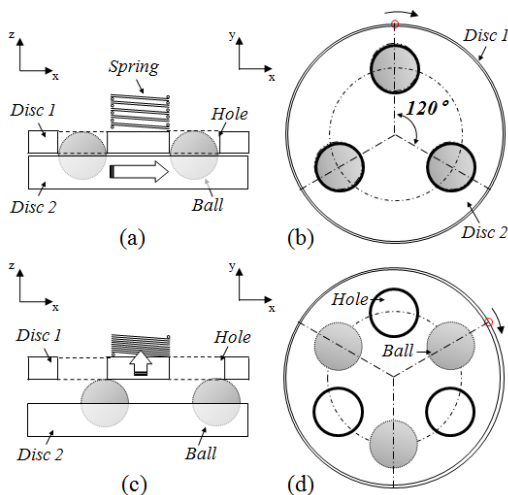 z
x
Spring
Disc 1
Hole
Disc 2
Ball
(a)
y
x
Disc 1
120°
Disc 2
(b)
z
x
Disc 1
Hole
Disc 2
Ball
(c)
y
x
Hole
Ball
(d)